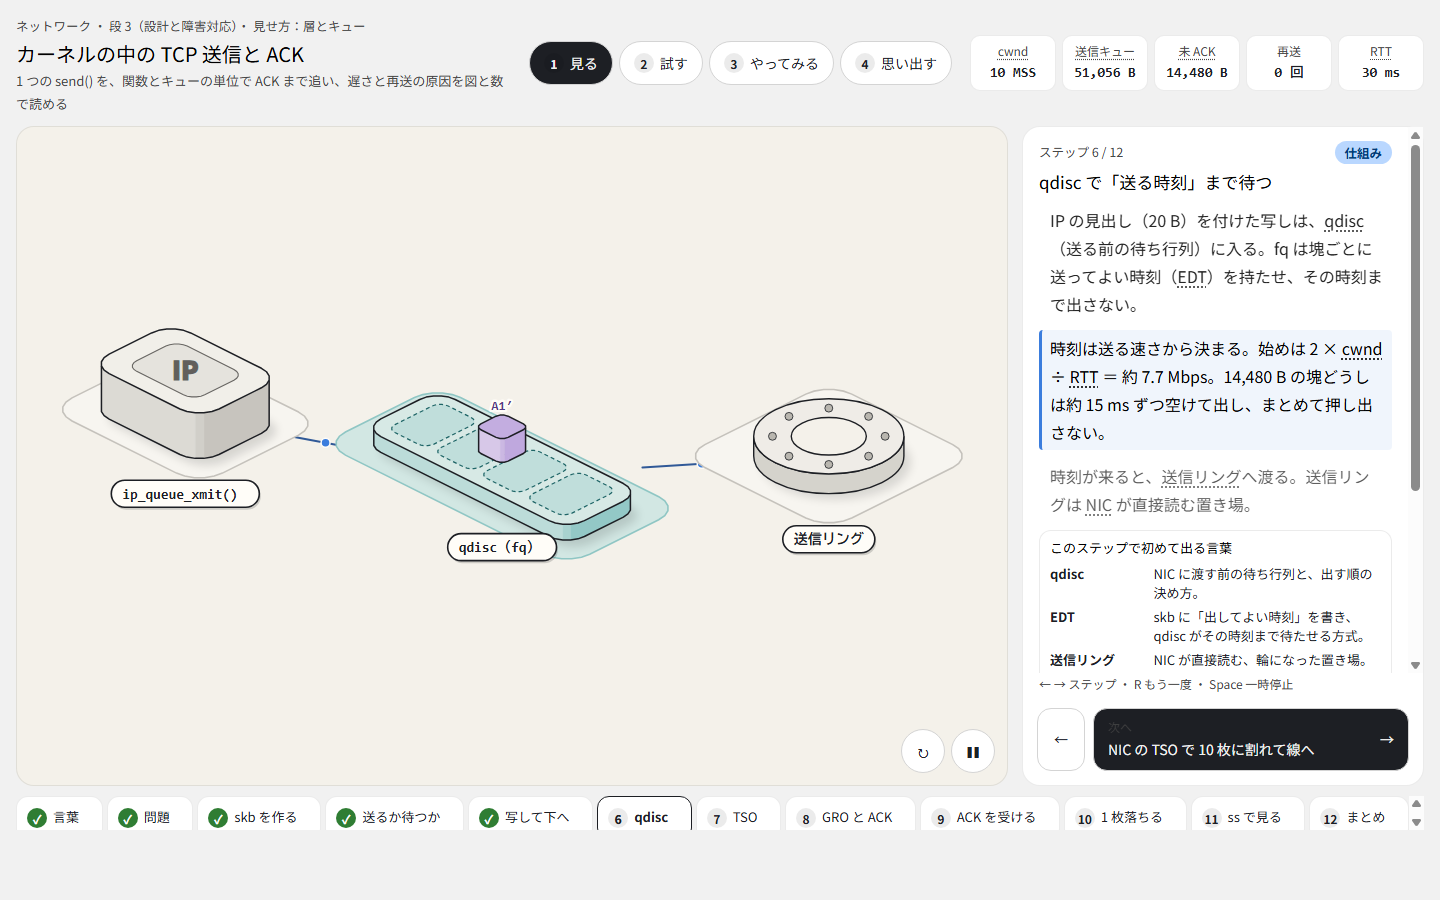 ネットワーク ・ 段 3（設計と障害対応）・ 見せ方：層とキュー
カーネルの中の TCP 送信と ACK
1 つの send() を、関数とキューの単位で ACK まで追い、遅さと再送の原因を図と数
で読める
1 見る
2 試す
3 やってみる
4 思い出す
cwnd
10 MSS
送信キュー
51,056 B
未 ACK
14,480 B
再送
0 回
RTT
30 ms
IP
ip_queue_xmit()
A1′
qdisc（fq）
送信リング
↻
ステップ 6 / 12
仕組み
qdisc で「送る時刻」まで待つ
IP の見出し（20 B）を付けた写しは、qdisc
（送る前の待ち行列）に入る。fq は塊ごとに
送ってよい時刻（EDT）を持たせ、その時刻ま
で出さない。
時刻は送る速さから決まる。始めは 2 × cwnd
÷ RTT ＝ 約 7.7 Mbps。14,480 B の塊どうし
は約 15 ms ずつ空けて出し、まとめて押し出
さない。
時刻が来ると、送信リングへ渡る。送信リン
グは NIC が直接読む置き場。
このステップで初めて出る言葉
qdisc NIC に渡す前の待ち行列と、出す順の
決め方。
EDT skb に「出してよい時刻」を書き、
qdisc がその時刻まで待たせる方式。
送信リング NIC が直接読む、輪になった置き場。
← → ステップ ・ R もう一度 ・ Space 一時停止
←
次へ
NIC の TSO で 10 枚に割れて線へ →
✓ 言葉
✓ 問題
✓ skb を作る
✓ 送るか待つか
✓ 写して下へ
6 qdisc
7 TSO
8 GRO と ACK
9 ACK を受ける
10 1 枚落ちる
11 ss で見る
12 まとめ